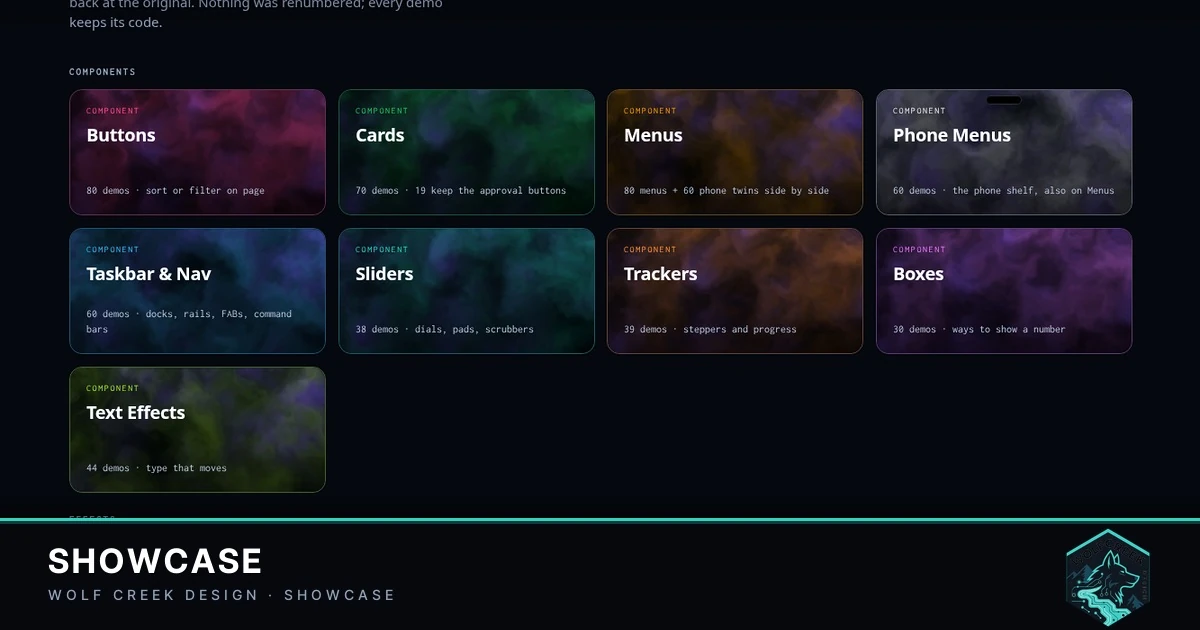 back at the original. Nothing was renumbered; every demo
keeps its code.
COMPONENTS
COMPONENT
Buttons
80 demos · sort or filter on page
COMPONENT
Cards
70 demos · 19 keep the approval buttons
COMPONENT
Menus
80 menus + 60 phone twins side by side
COMPONENT
Phone Menus
60 demos · the phone shelf, also on Menus
COMPONENT
Taskbar & Nav
60 demos · docks, rails, FABs, command
bars
COMPONENT
Sliders
38 demos · dials, pads, scrubbers
COMPONENT
Trackers
39 demos · steppers and progress
COMPONENT
Boxes
30 demos · ways to show a number
COMPONENT
Text Effects
44 demos · type that moves
SHOWCASE
WOLF CREEK DESIGN · SHOWCASE